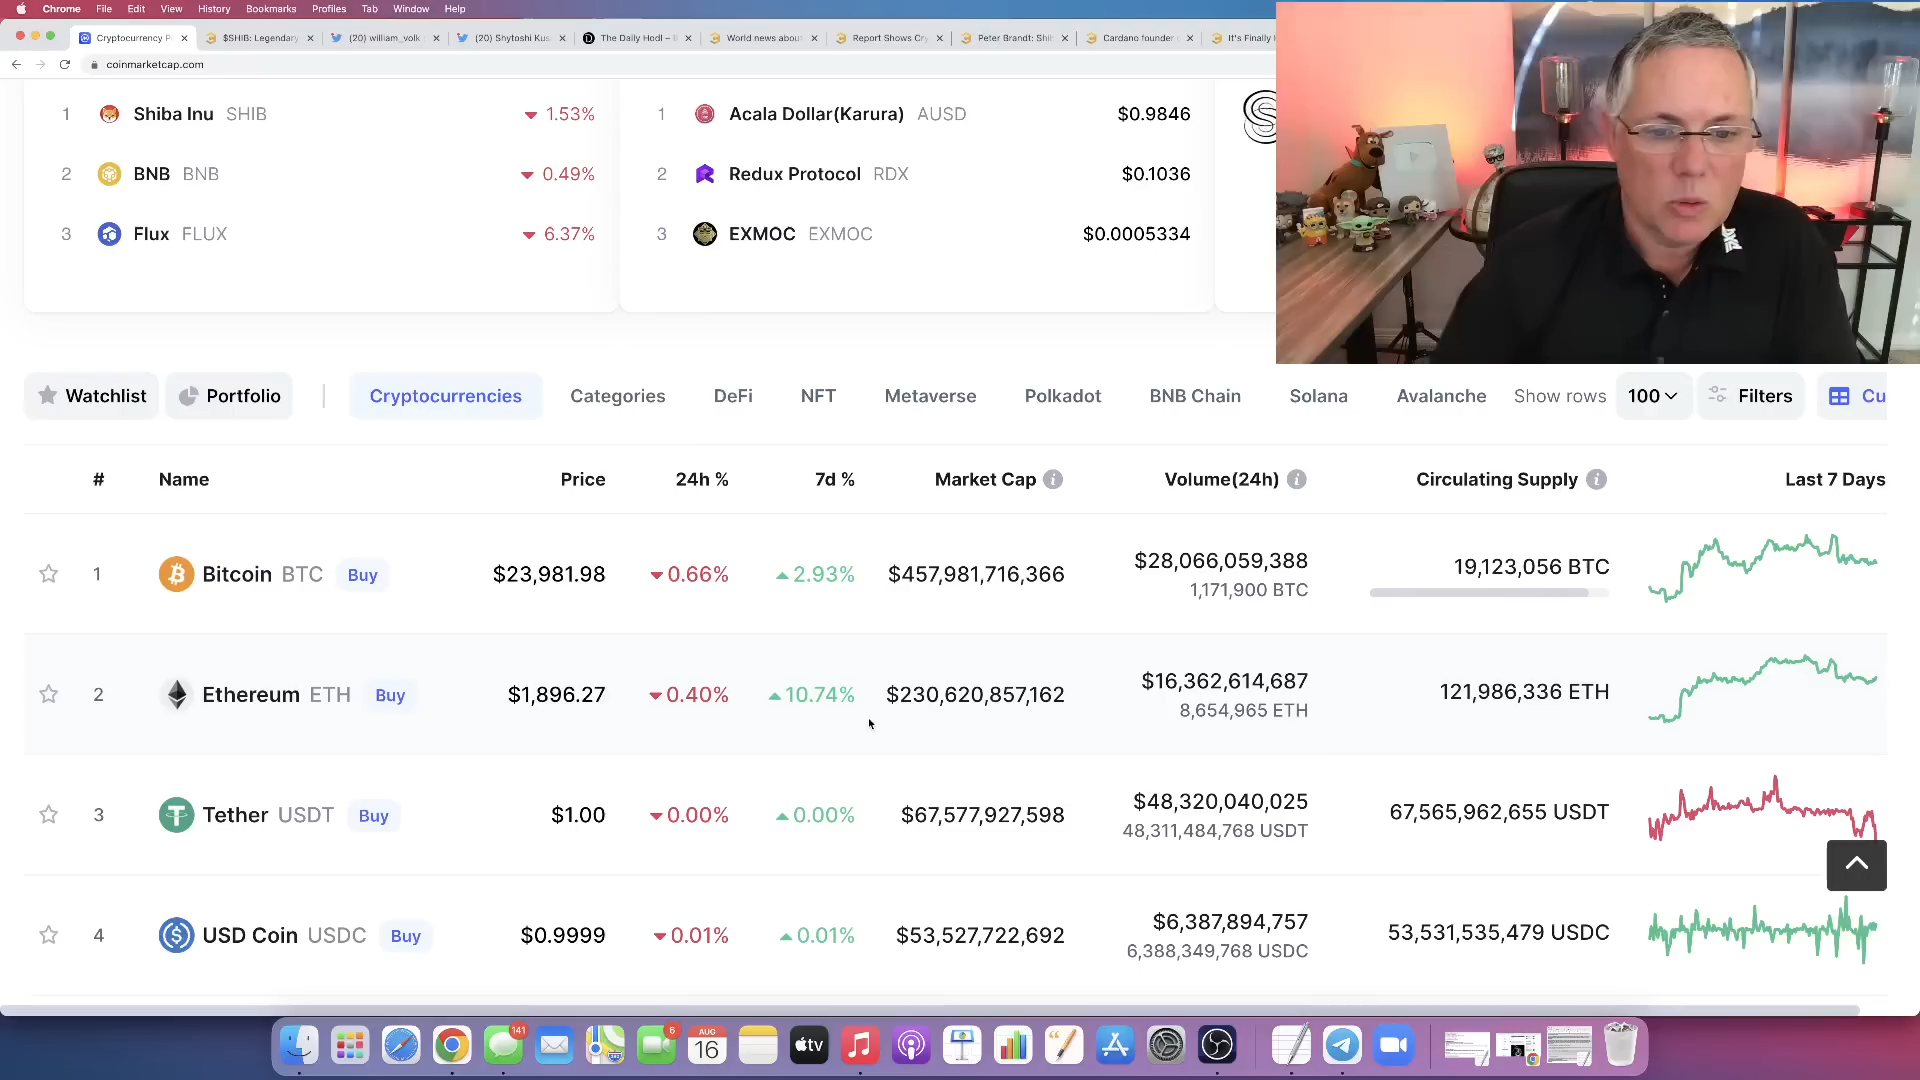 Chrome File Edit View History Bookmarks Profiles Tab Window Help
Cryptocurrency P × $SHIB: Legendary × (20) william_volk × (20) Shytoshi Kus × The Daily Hodl – × World news about × Report Shows Cry × Peter Brandt: Shi × Cardano founder × It's Finally
coinmarketcap.com
1 Shiba Inu SHIB 1.53% 1 Acala Dollar(Karura) AUSD $0.9846
2 BNB BNB 0.49% 2 Redux Protocol RDX $0.1036
3 Flux FLUX 6.37% 3 EXMOC EXMOC $0.0005334
Watchlist Portfolio Cryptocurrencies Categories DeFi NFT Metaverse Polkadot BNB Chain Solana Avalanche Show rows 100 Filters Cu
# Name Price 24h % 7d % Market Cap Volume(24h) Circulating Supply Last 7 Days
1 Bitcoin BTC Buy $23,981.98 0.66% 2.93% $457,981,716,366 $28,066,059,388 19,123,056 BTC
1,171,900 BTC
2 Ethereum ETH Buy $1,896.27 0.40% 10.74% $230,620,857,162 $16,362,614,687 121,986,336 ETH
8,654,965 ETH
3 Tether USDT Buy $1.00 0.00% 0.00% $67,577,927,598 $48,320,040,025 67,565,962,655 USDT
48,311,484,768 USDT
4 USD Coin USDC Buy $0.9999 0.01% 0.01% $53,527,722,692 $6,387,894,757 53,531,535,479 USDC
6,388,349,768 USDC
141 6 AUG
16 tv